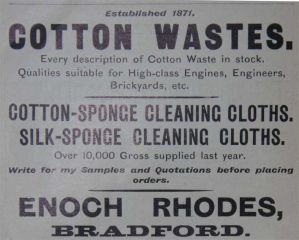 Established 1871.
COTTON WASTES.
Every description of Cotton Waste in stock.
Qualities suitable for High-class Engines, Engineers,
Brickyards, etc.
COTTON-SPONGE CLEANING CLOTHS.
SILK-SPONGE CLEANING CLOTHS.
Over 10,000 Gross supplied last year.
Write for my Samples and Quotations before placing
orders.
ENOCH RHODES,
BRADFORD.